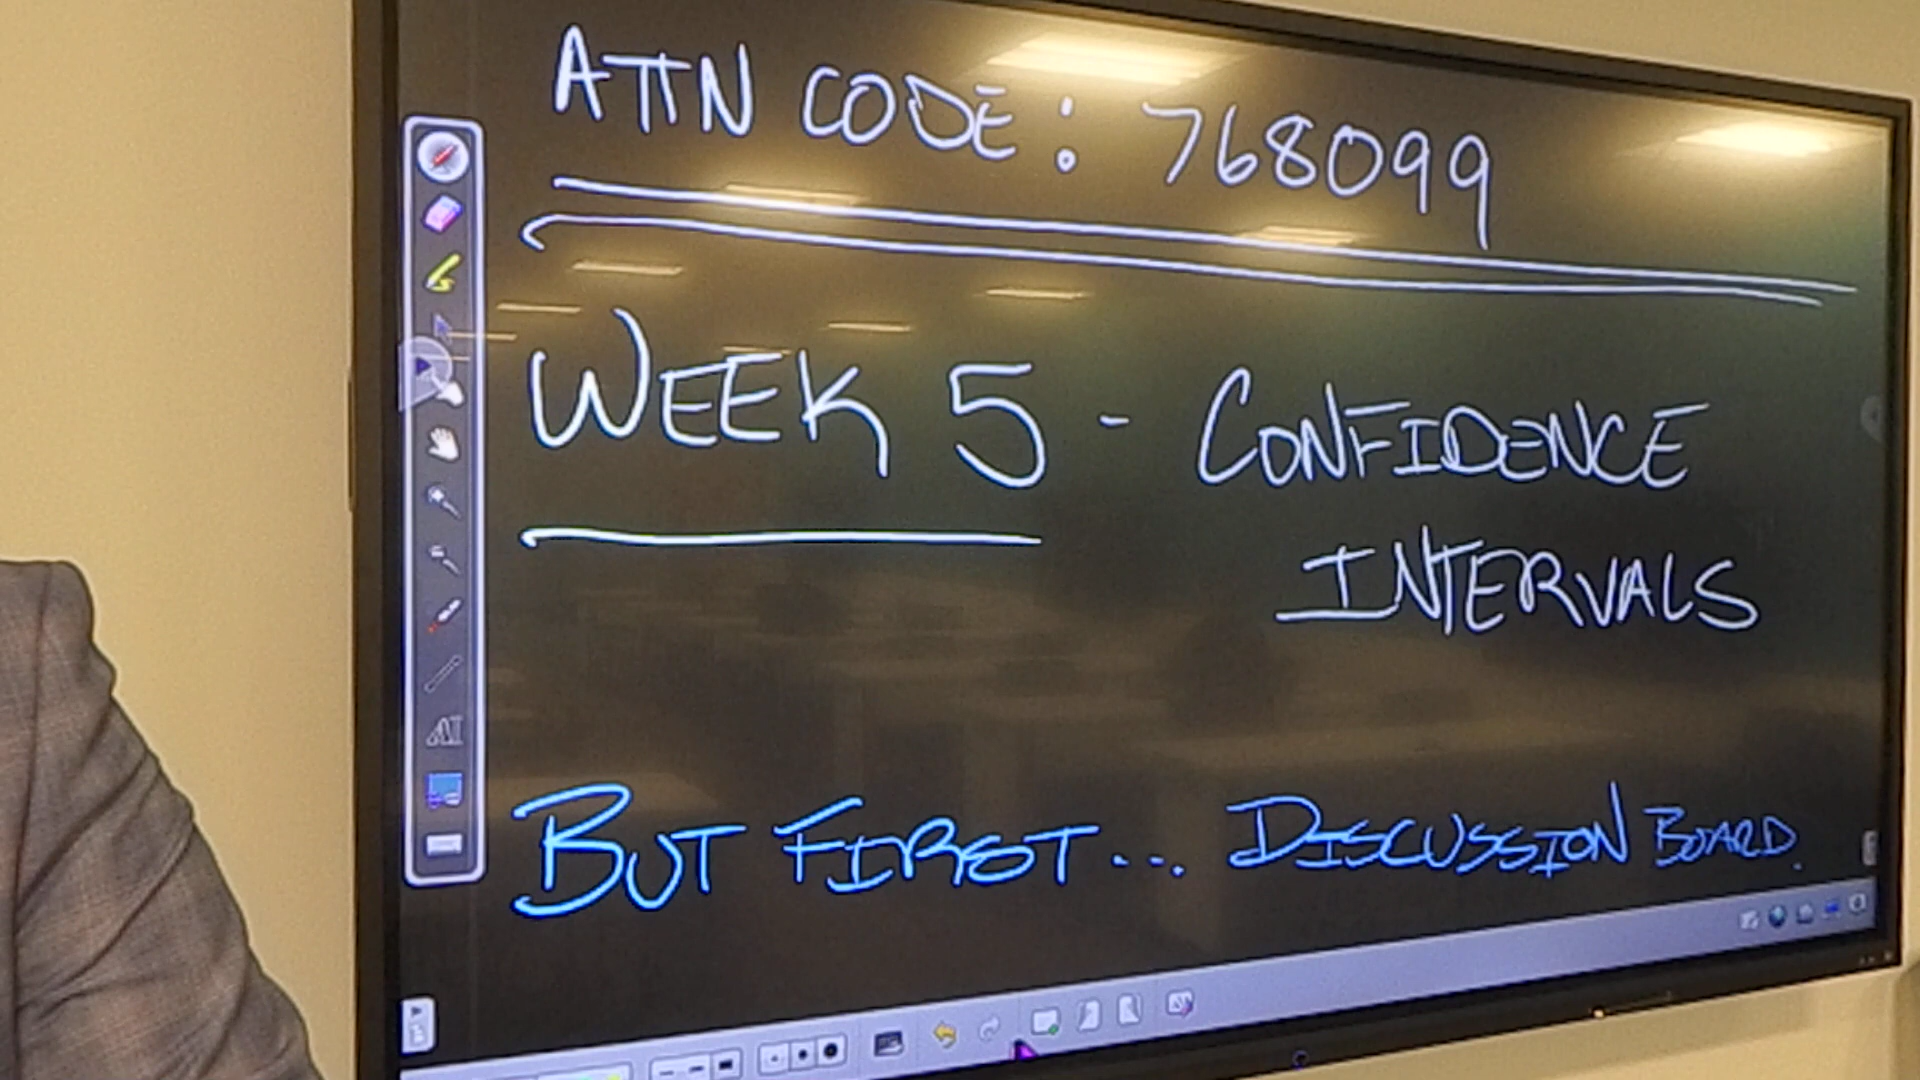 ATTN CODE: 768099
WEEK 5 - CONFIDENCE
INTERVALS
BUT FIRST... DISCUSSION BOARD.